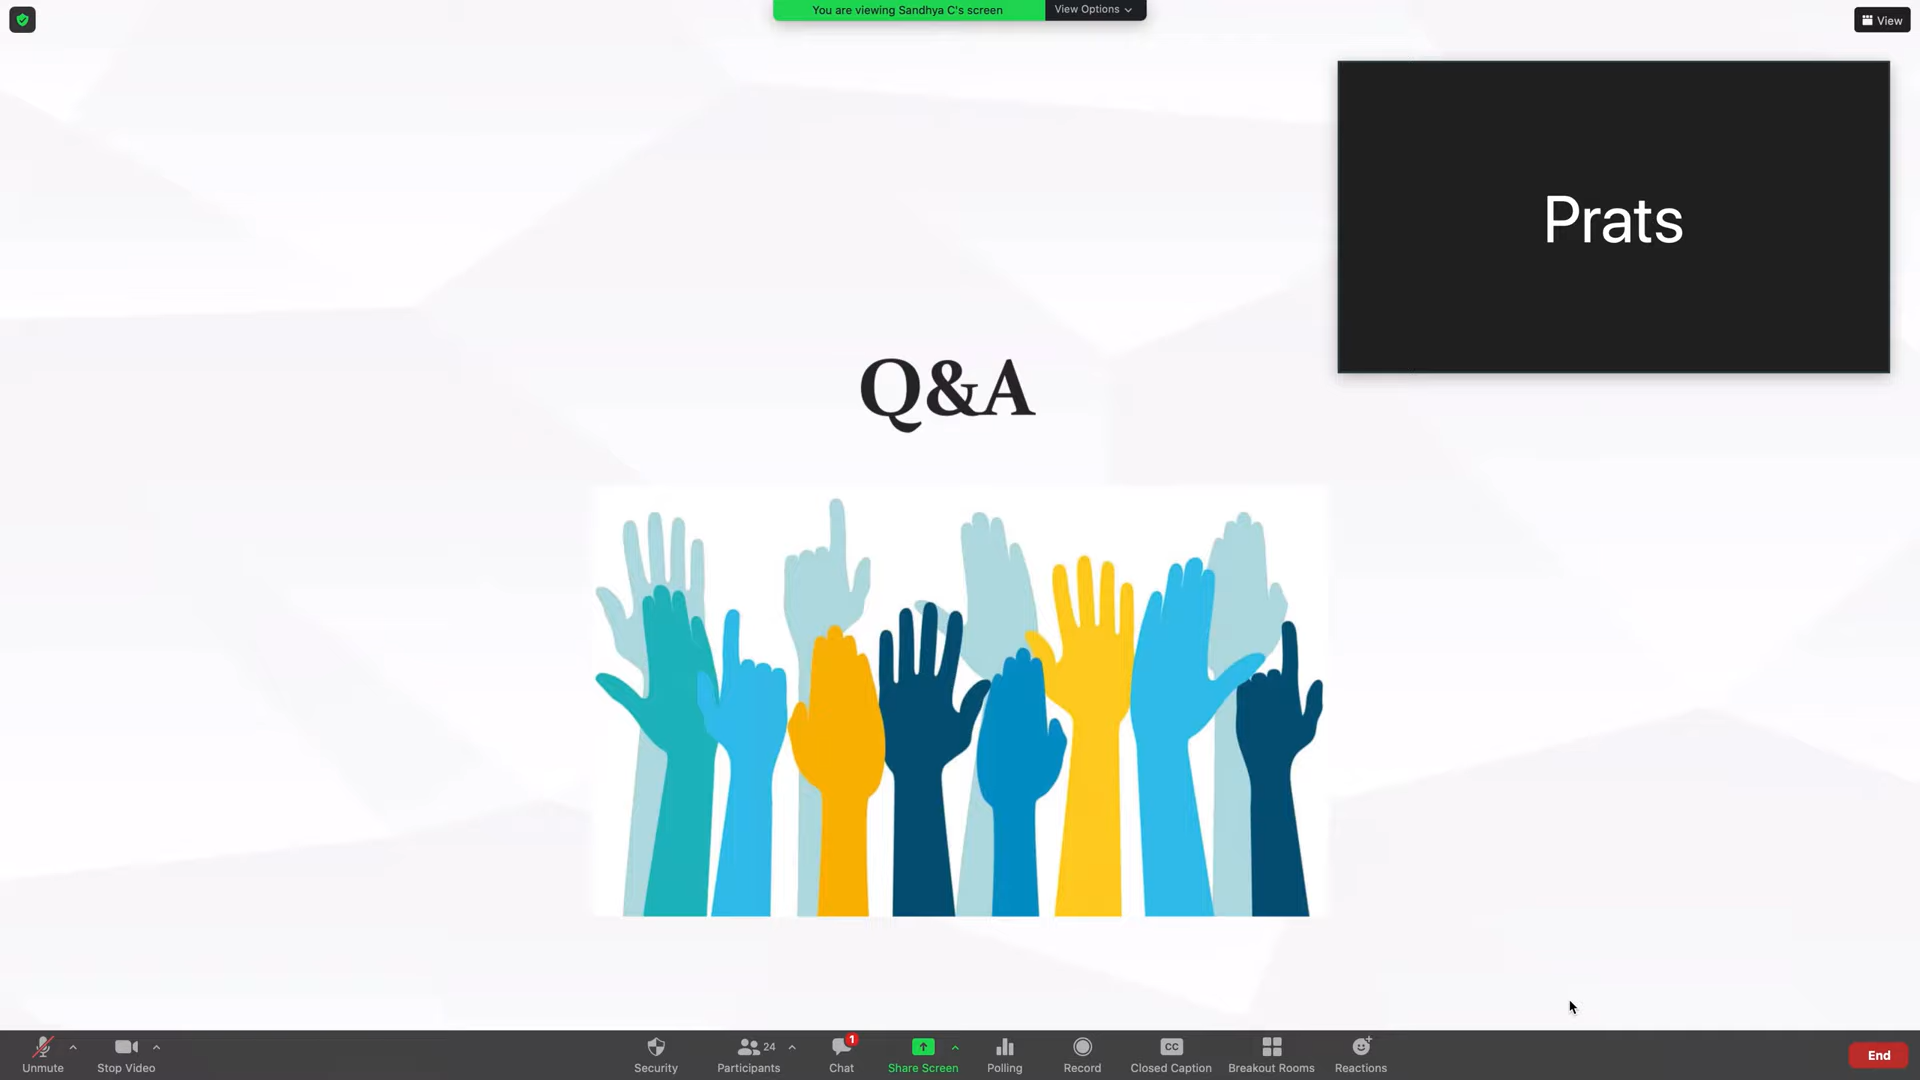 You are viewing Sandhya C's screen
View Options
View
Prats
Q&A
Unmute
Stop Video
Security
24
Participants
1
Chat
Share Screen
Polling
Record
CC
Closed Caption
Breakout Rooms
Reactions
End